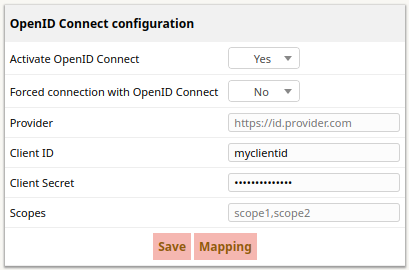 OpenID Connect configuration
Activate OpenID Connect Yes
Forced connection with OpenID Connect No
Provider https://id.provider.com
Client ID myclientid
Client Secret ••••••••••••••
Scopes scope1,scope2
Save Mapping